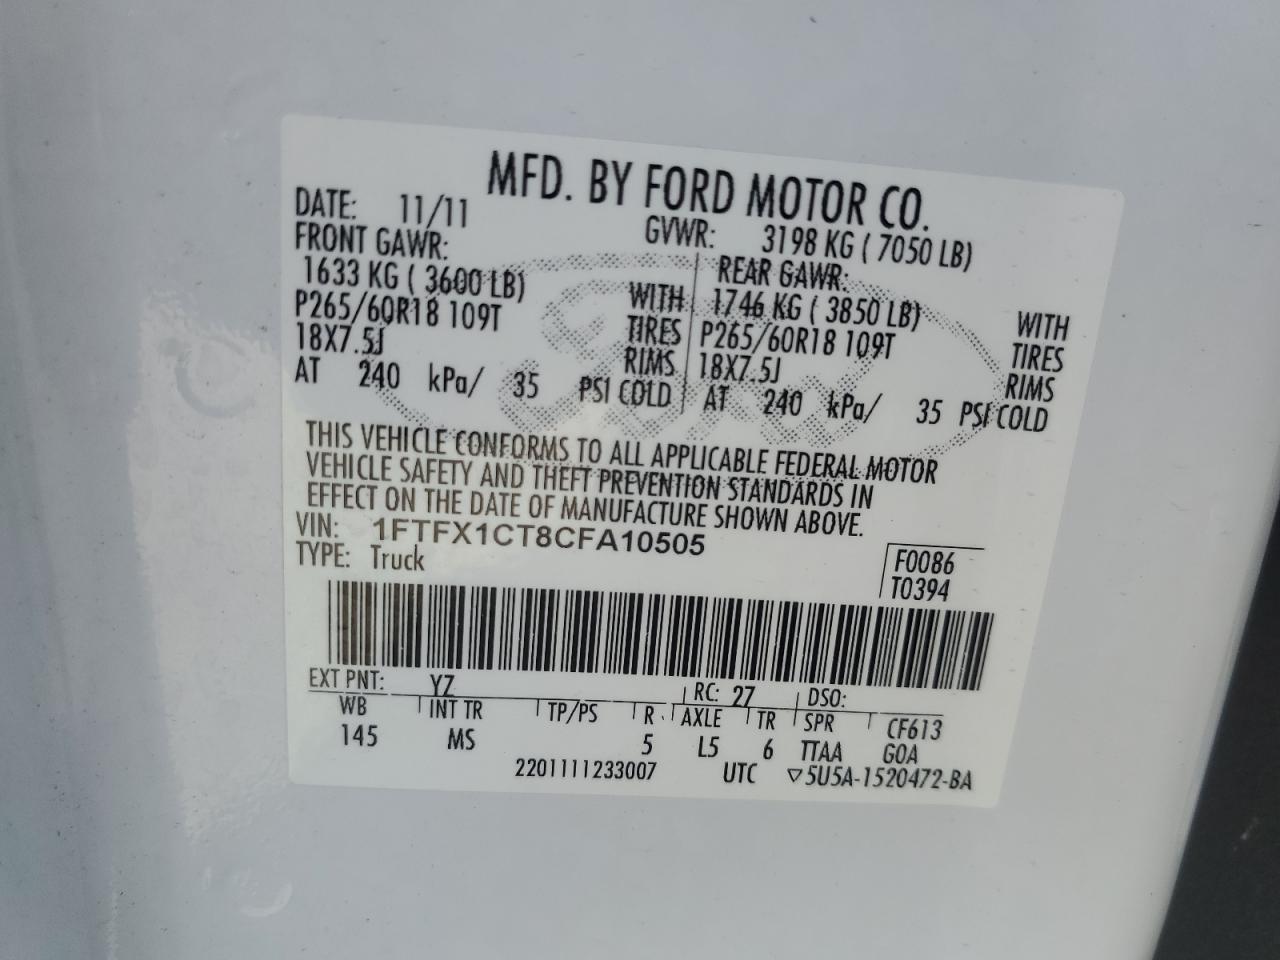 MFD. BY FORD MOTOR CO.
DATE: 11/11 GVWR: 3198 KG ( 7050 LB)
FRONT GAWR: REAR GAWR:
1633 KG ( 3600 LB) WITH 1746 KG ( 3850 LB) WITH
P265/60R18 109T TIRES P265/60R18 109T TIRES
18X7.5J RIMS 18X7.5J RIMS
AT 240 kPa/ 35 PSI COLD AT 240 kPa/ 35 PSI COLD
THIS VEHICLE CONFORMS TO ALL APPLICABLE FEDERAL MOTOR
VEHICLE SAFETY AND THEFT PREVENTION STANDARDS IN
EFFECT ON THE DATE OF MANUFACTURE SHOWN ABOVE.
VIN: 1FTFX1CT8CFA10505
TYPE: Truck
F0086
T0394
EXT PNT: YZ RC: 27 DSO:
WB INT TR TP/PS R AXLE TR SPR CF613
145 MS 5 L5 6 TTAA GOA
2201111233007 UTC ▽5U5A-1520472-BA